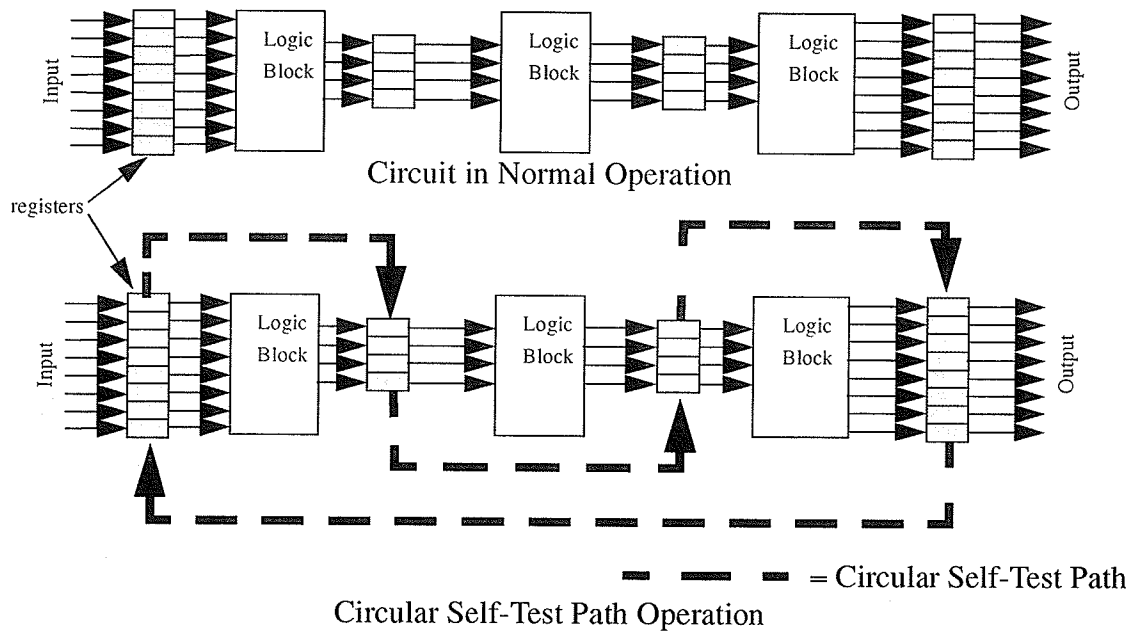 Input
Logic
Block
Logic
Block
Logic
Block
Output
Circuit in Normal Operation
registers
Input
Logic
Block
Logic
Block
Logic
Block
Output
= Circular Self-Test Path
Circular Self-Test Path Operation